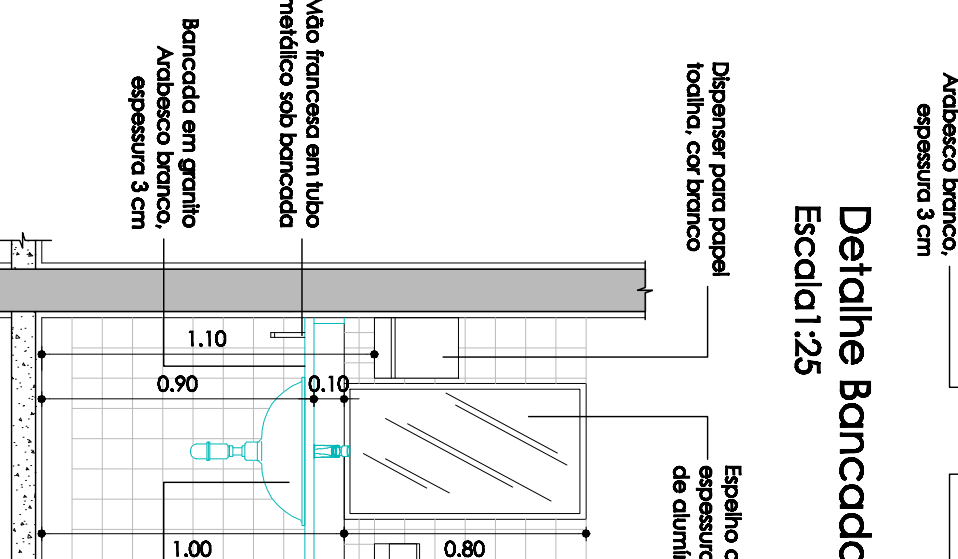 Arabesco branco,
espessura 3 cm
Detalhe Bancada
Escala1:25
Dispenser para papel
toalha, cor branco
Espelho
espessura
de
Mão francesa em tubo
metálico sob bancada
Bancada em granito
Arabesco branco,
espessura 3 cm
1.10
0.90
0.10
1.00
0.80